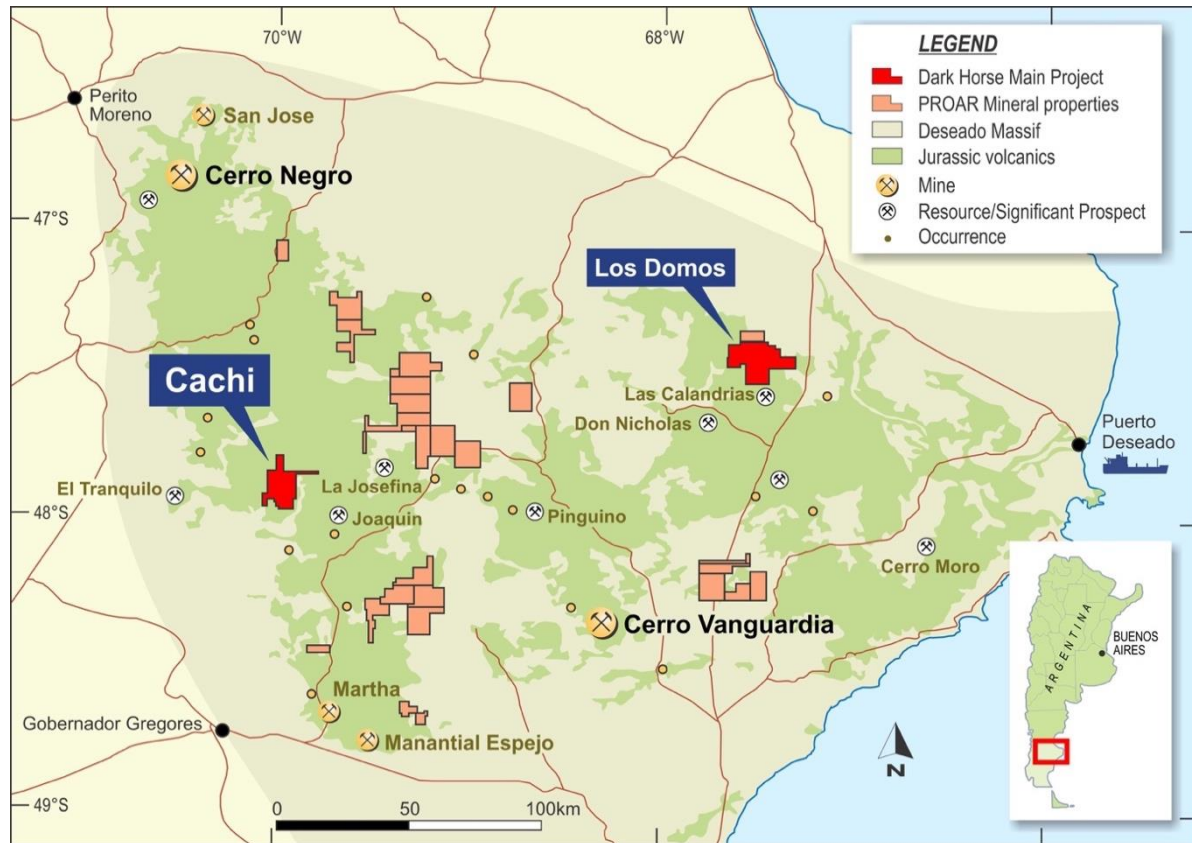 70°W
68°W
LEGEND
Dark Horse Main Project
PROAR Mineral properties
Deseado Massif
Jurassic volcanics
Mine
Resource/Significant Prospect
Occurrence
Perito
Moreno
San Jose
Cerro Negro
47°S
Los Domos
Cachi
Las Calandrias
Don Nicholas
Puerto
Deseado
El Tranquilo
La Josefina
48°S
Joaquin
Pinguino
Cerro Moro
Cerro Vanguardia
Martha
Gobernador Gregores
Manantial Espejo
N
49°S
0 50 100km
ARGENTINA
BUENOS
AIRES